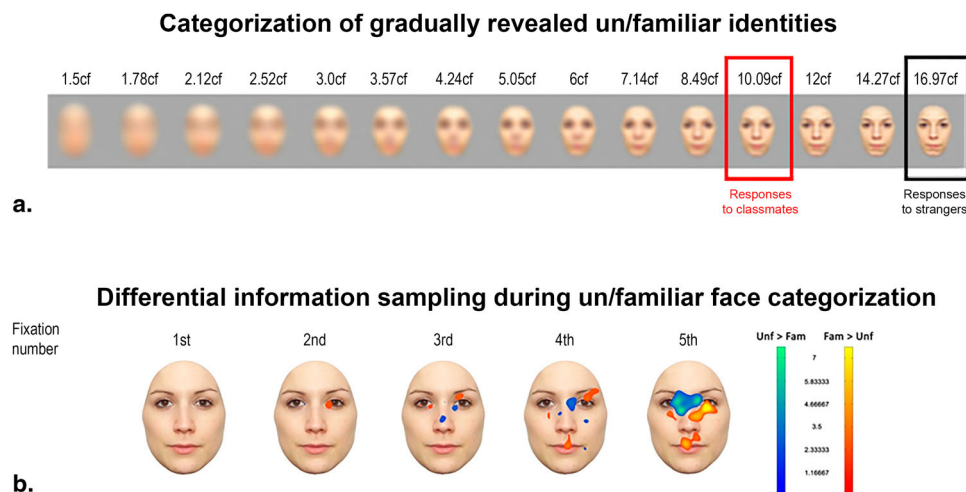 Categorization of gradually revealed un/familiar identities
1.5cf 1.78cf 2.12cf 2.52cf 3.0cf 3.57cf 4.24cf 5.05cf 6cf 7.14cf 8.49cf 10.09cf 12cf 14.27cf 16.97cf
Responses
to classmates
Responses
to strangers
a.
Differential information sampling during un/familiar face categorization
Fixation
number
1st 2nd 3rd 4th 5th
Unf > Fam Fam > Unf
7
5.83333
4.66667
3.5
2.33333
1.16667
b.